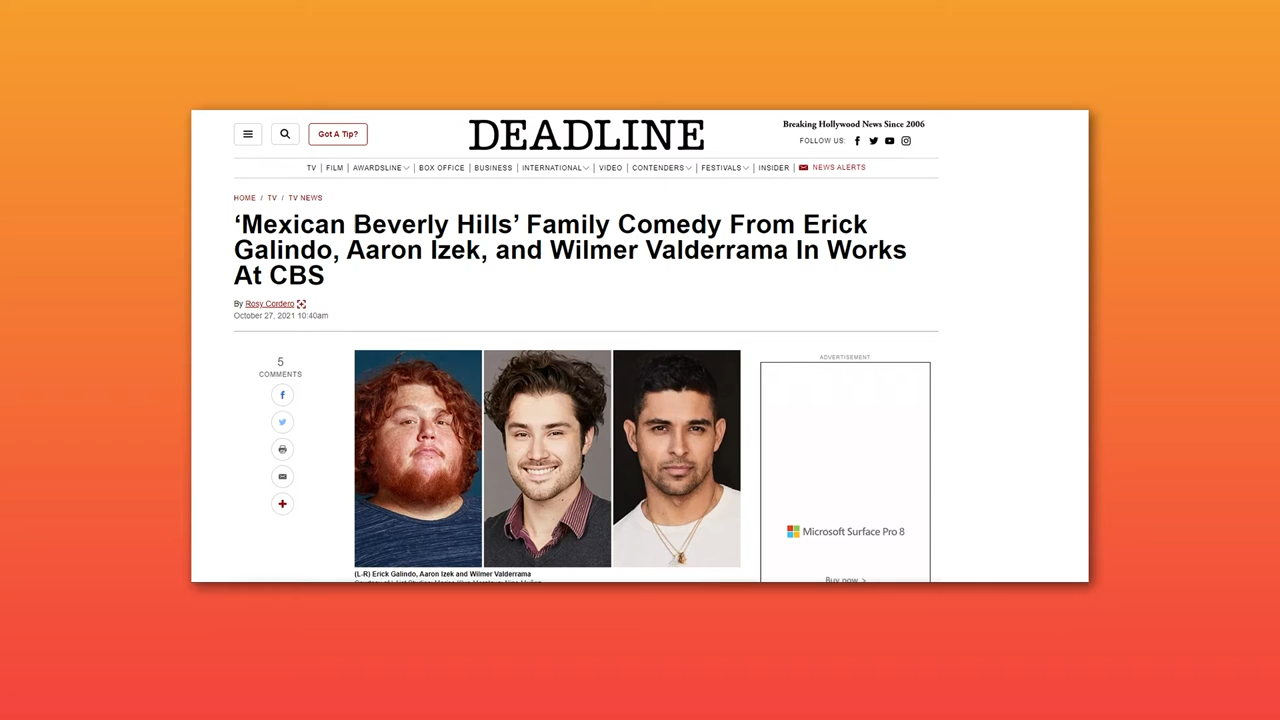 Got A Tip?
DEADLINE
Breaking Hollywood News Since 2006
FOLLOW US:
TV | FILM | AWARDSLINE | BOX OFFICE | BUSINESS | INTERNATIONAL | VIDEO | CONTENDERS | FESTIVALS | INSIDER | NEWS ALERTS
HOME / TV / TV NEWS
‘Mexican Beverly Hills’ Family Comedy From Erick
Galindo, Aaron Izek, and Wilmer Valderrama In Works
At CBS
By Rosy Cordero
October 27, 2021 10:40am
5
COMMENTS
(L-R) Erick Galindo, Aaron Izek and Wilmer Valderrama
ADVERTISEMENT
Microsoft Surface Pro 8
Buy now >